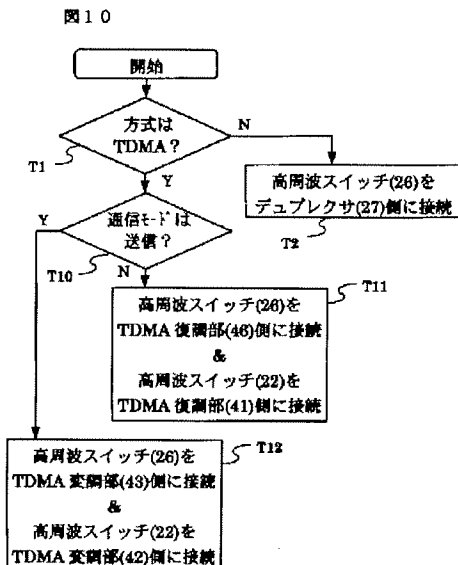 図１０
開始
方式は
TDMA？
T1
N
Y
高周波スイッチ(26)を
デュプレクサ(27)側に接続
T2
通信モードは
送信？
Y
T10
N
T11
高周波スイッチ(26)を
TDMA 復調部(46)側に接続
&
高周波スイッチ(22)を
TDMA 復調部(41)側に接続
T12
高周波スイッチ(26)を
TDMA 変調部(43)側に接続
&
高周波スイッチ(22)を
TDMA 変調部(42)側に接続